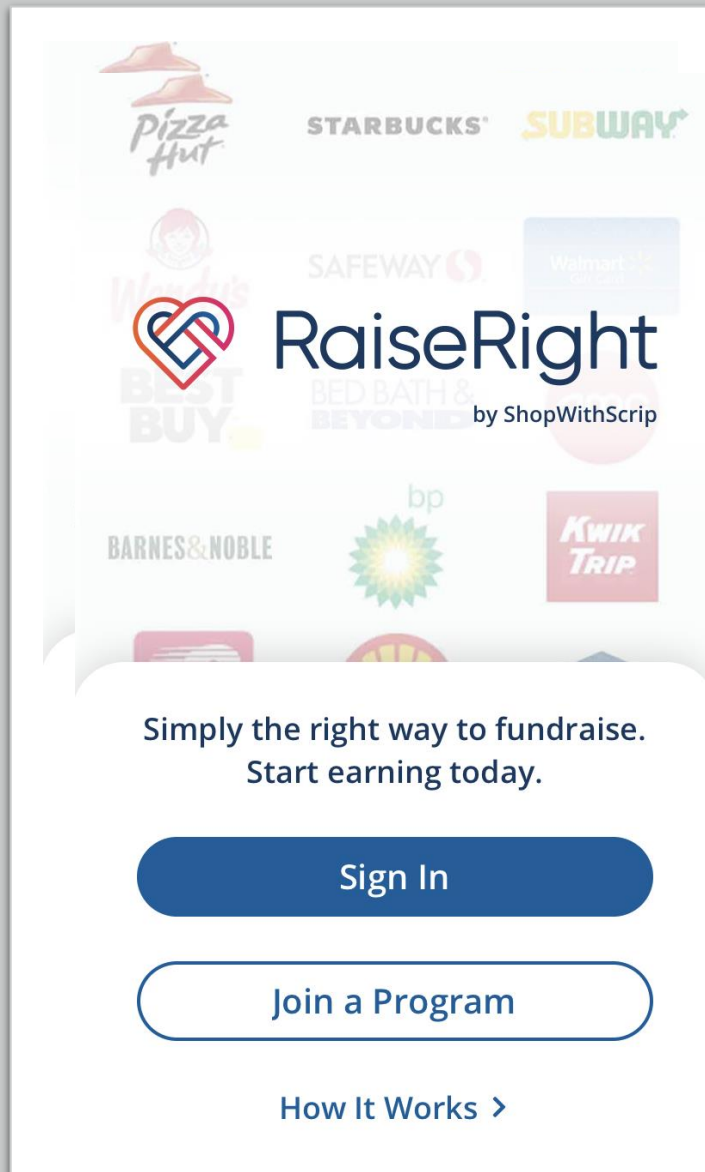 Pizza
Hut
STARBUCKS
SUBWAY
Wendy's
SAFEWAY
Walmart
RaiseRight
by ShopWithScrip
BEST
BUY
BED BATH &
BEYOND
bp
BARNES&NOBLE
KWIK
TRIP
Simply the right way to fundraise.
Start earning today.
Sign In
Join a Program
How It Works >